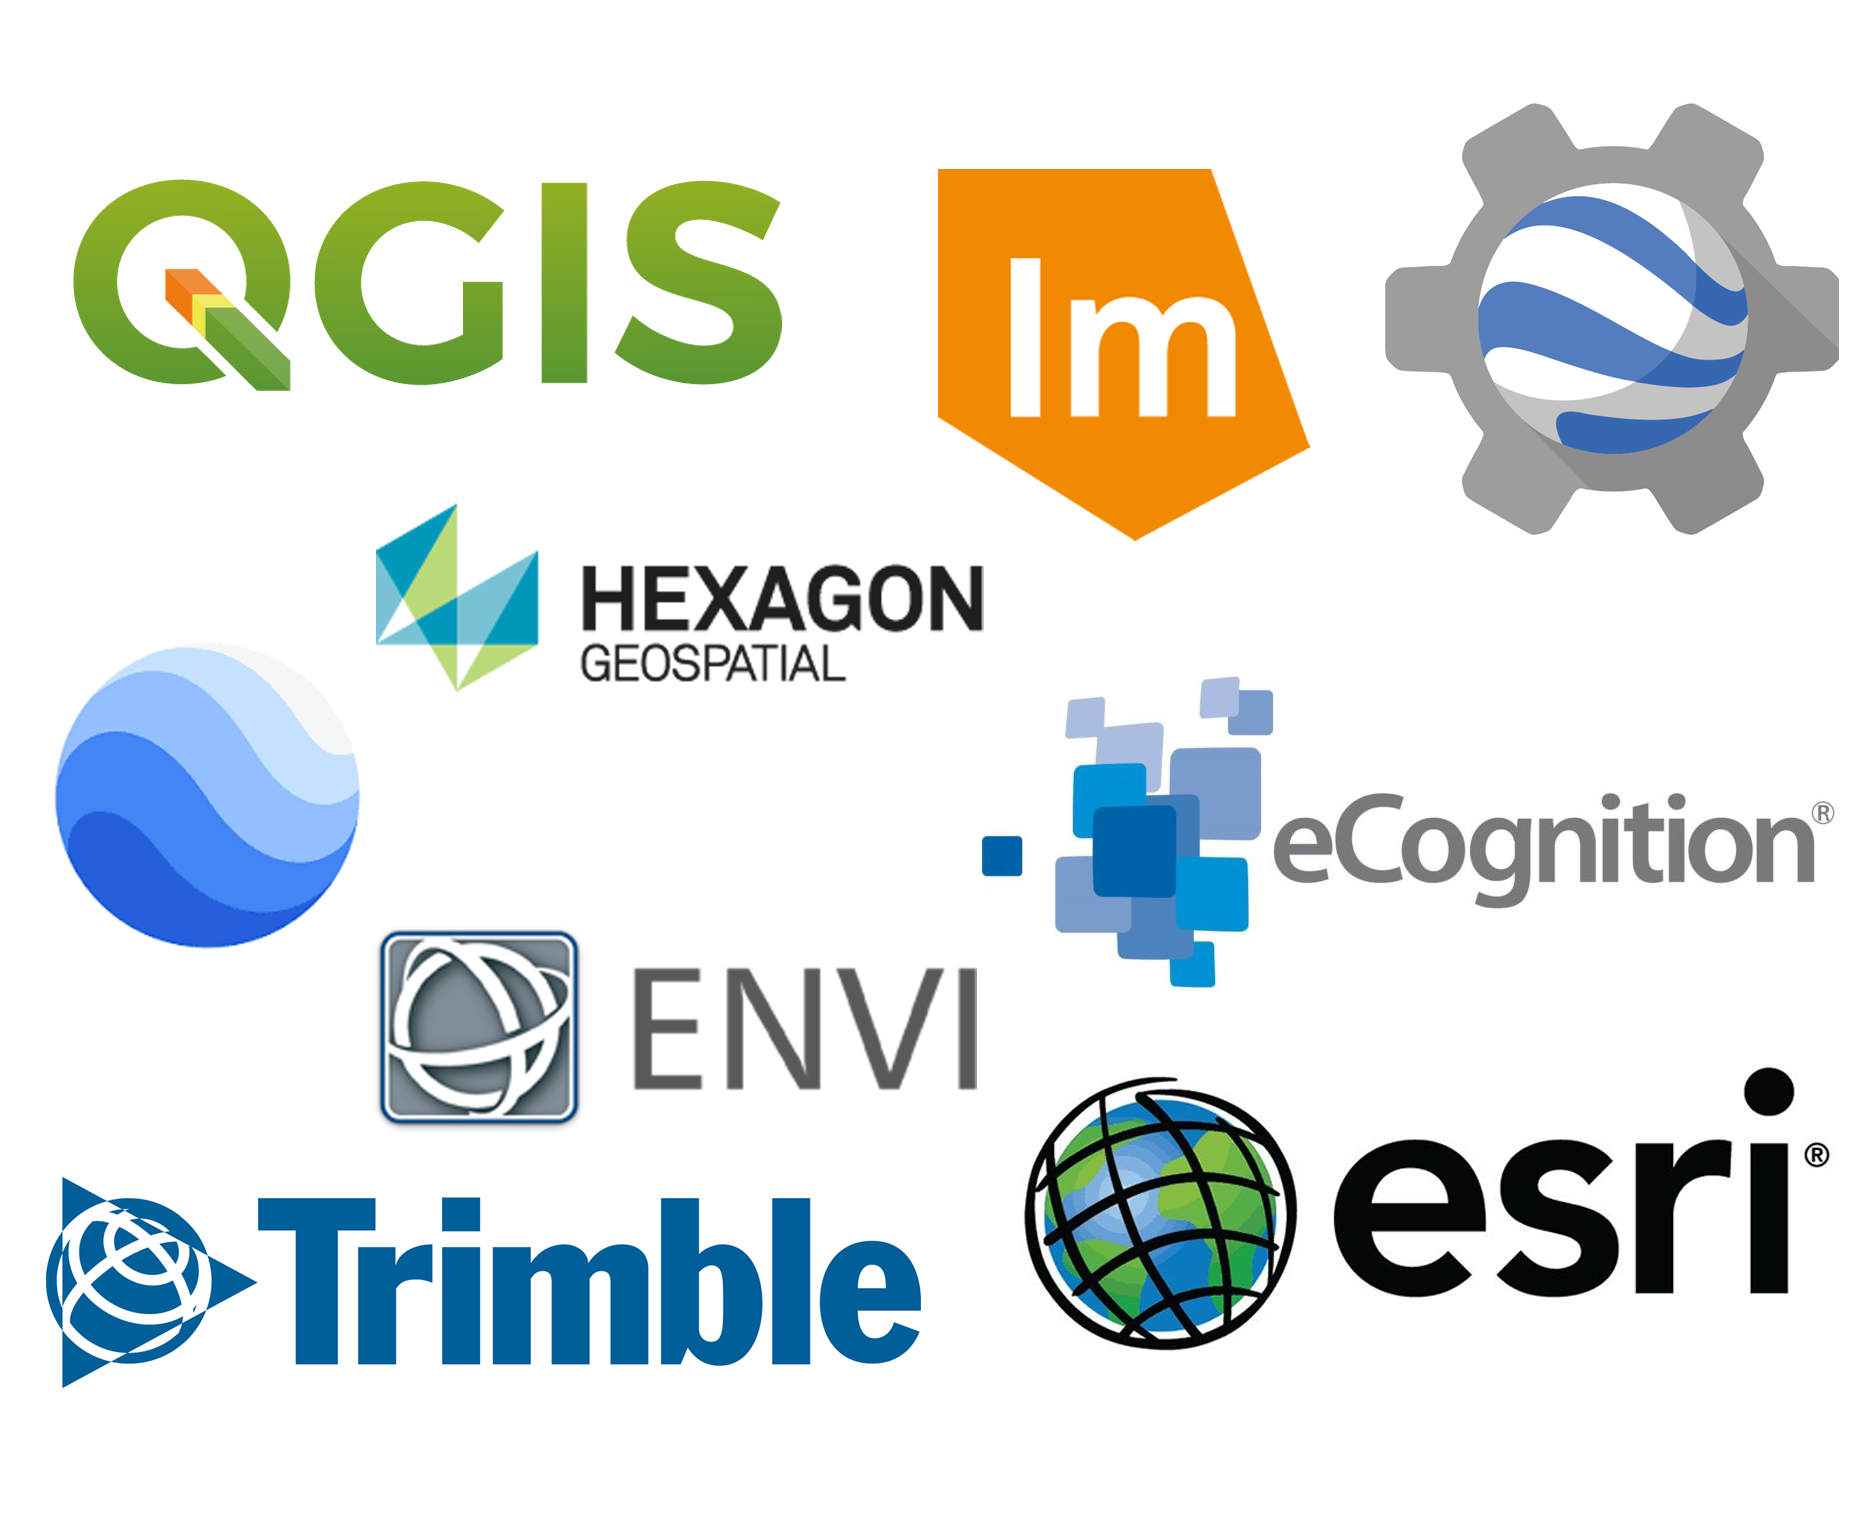 QGIS
Im
HEXAGON
GEOSPATIAL
eCognition®
ENVI
esri®
Trimble